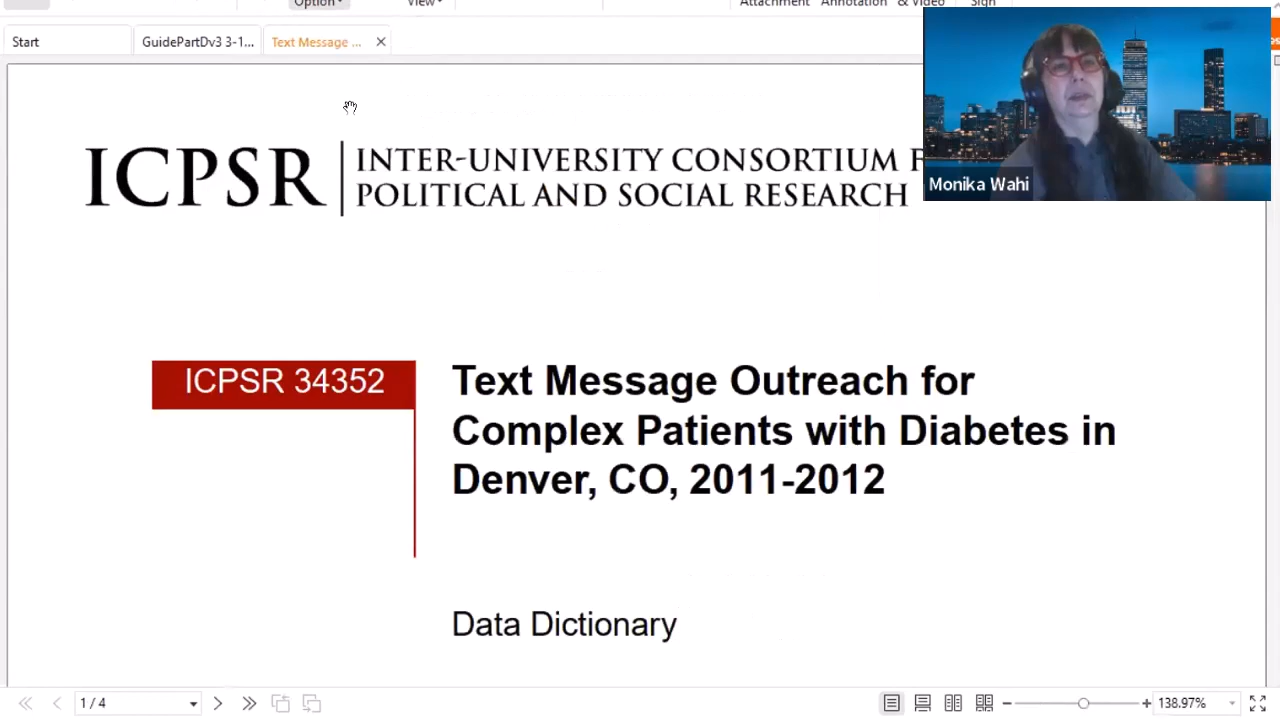 Option
View
Attachment
Annotation
& Video
Sign
Start
GuidePartDv3 3-1...
Text Message ...
ICPSR
INTER-UNIVERSITY CONSORTIUM F
POLITICAL AND SOCIAL RESEARCH
Monika Wahi
ICPSR 34352
Text Message Outreach for
Complex Patients with Diabetes in
Denver, CO, 2011-2012
Data Dictionary
1 / 4
138.97%